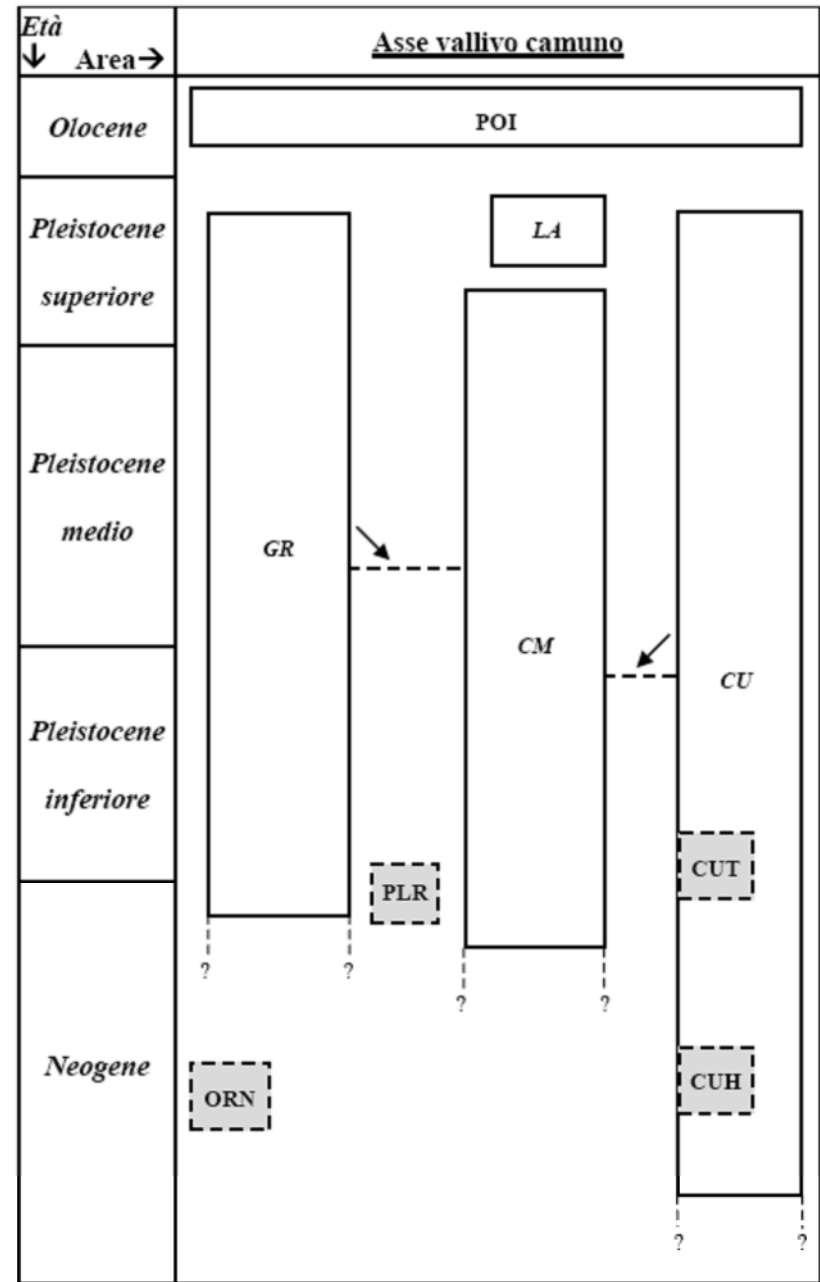 Età
↓ Area→
Asse vallivo camuno
Olocene
POI
Pleistocene
superiore
LA
Pleistocene
medio
GR
CM
CU
Pleistocene
inferiore
CUT
PLR
? ?
? ?
Neogene
ORN
CUH
? ?